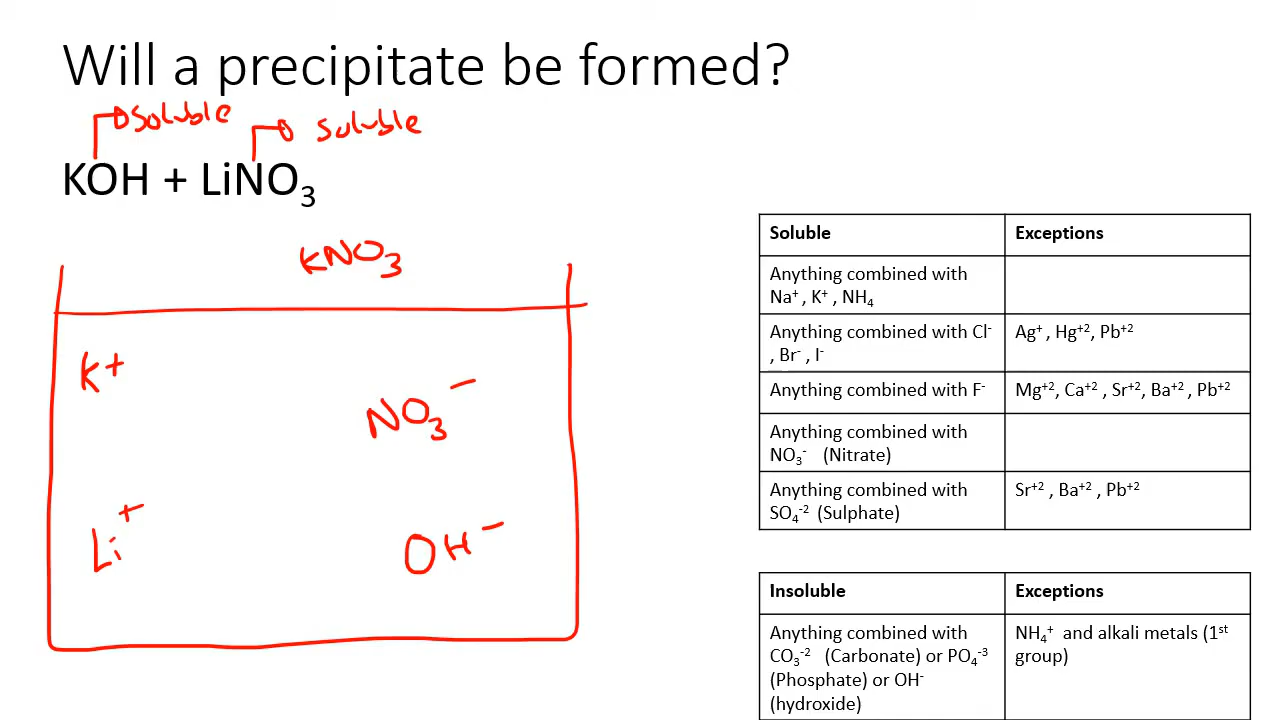 Will a precipitate be formed?
soluble
soluble
KOH + LiNO₃
KNO₃
K⁺
NO₃⁻
Li⁺
OH⁻
Soluble Exceptions
Anything combined with
Na⁺ , K⁺ , NH₄
Anything combined with Cl⁻ Ag⁺ , Hg⁺², Pb⁺²
, Br⁻ , I⁻
Anything combined with F⁻ Mg⁺², Ca⁺² , Sr⁺², Ba⁺² , Pb⁺²
Anything combined with
NO₃⁻ (Nitrate)
Anything combined with Sr⁺² , Ba⁺² , Pb⁺²
SO₄⁻² (Sulphate)
Insoluble Exceptions
Anything combined with NH₄⁺ and alkali metals (1ˢᵗ
CO₃⁻² (Carbonate) or PO₄⁻³ group)
(Phosphate) or OH⁻
(hydroxide)